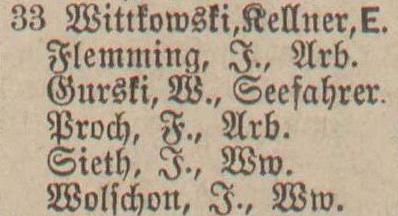 33 Wittkowski, Kellner, E.
Flemming, J., Arb.
Gurski, W., Seefahrer.
Proch, F., Arb.
Sieth, J., Ww.
Wolschon, J., Ww.